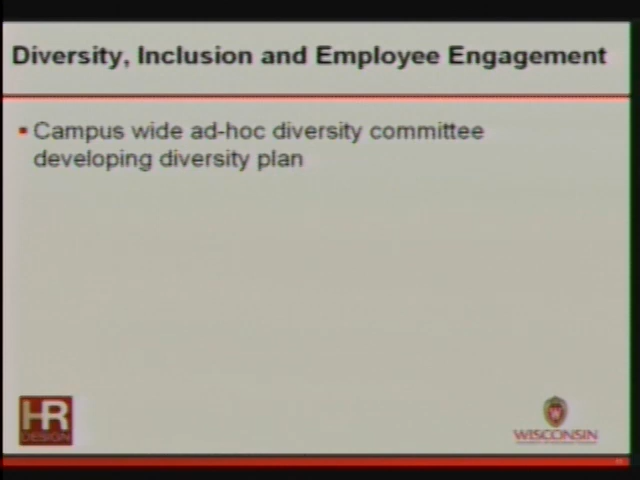 Diversity, Inclusion and Employee Engagement
Campus wide ad-hoc diversity committee
developing diversity plan
HR
DESIGN
W
WISCONSIN